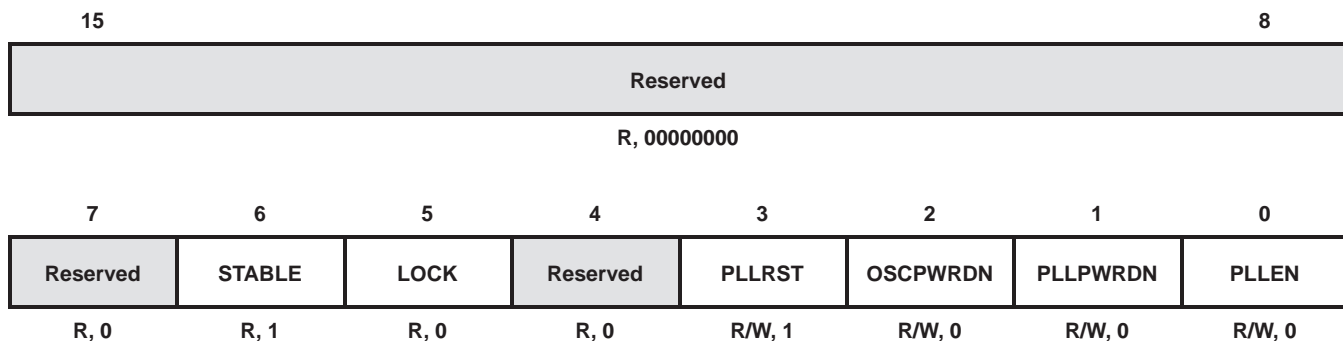 15 8
Reserved
R, 00000000
7 6 5 4 3 2 1 0
Reserved STABLE LOCK Reserved PLLRST OSCPWRDN PLLPWRDN PLLEN
R, 0 R, 1 R, 0 R, 0 R/W, 1 R/W, 0 R/W, 0 R/W, 0